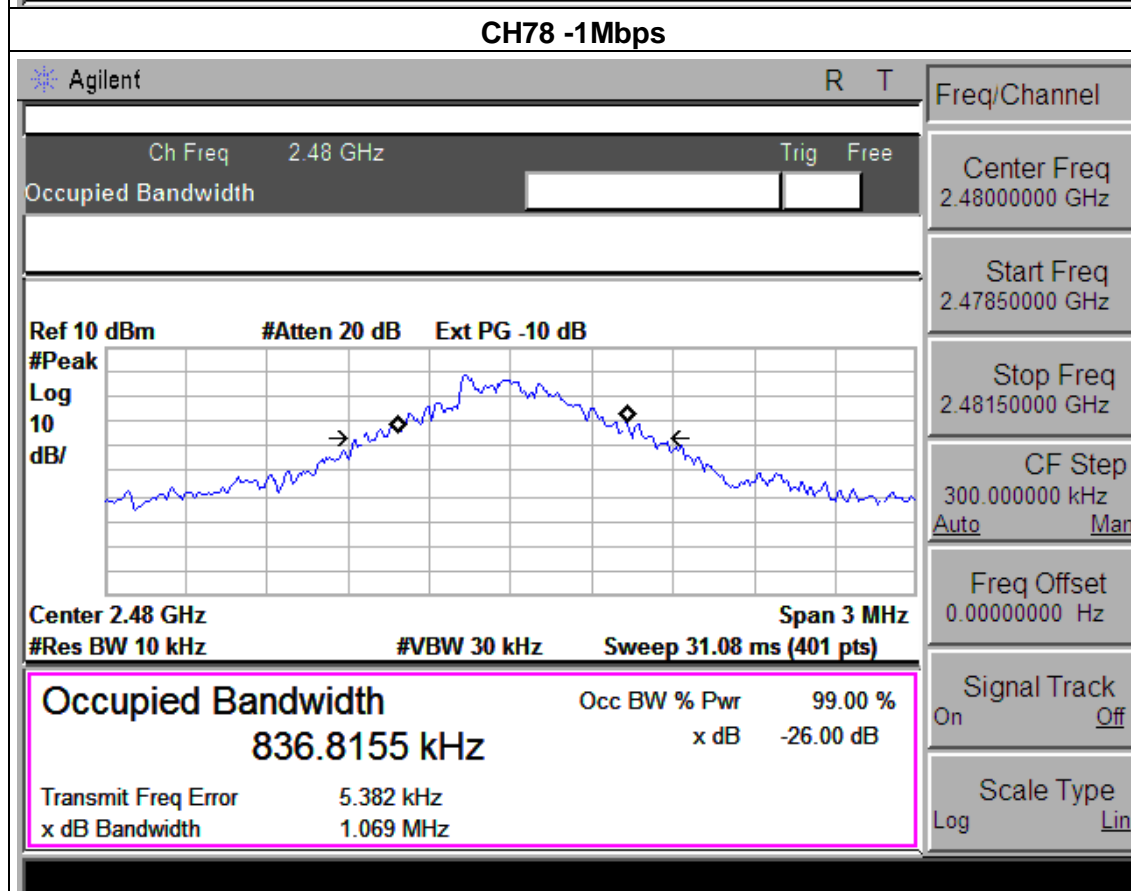 CH78 -1Mbps
Agilent R T
Ch Freq 2.48 GHz Trig Free
Occupied Bandwidth
Ref 10 dBm #Atten 20 dB Ext PG -10 dB
#Peak
Log
10
dB/
Center 2.48 GHz Span 3 MHz
#Res BW 10 kHz #VBW 30 kHz Sweep 31.08 ms (401 pts)
Occupied Bandwidth Occ BW % Pwr 99.00 %
836.8155 kHz x dB -26.00 dB
Transmit Freq Error 5.382 kHz
x dB Bandwidth 1.069 MHz
Freq/Channel
Center Freq
2.48000000 GHz
Start Freq
2.47850000 GHz
Stop Freq
2.48150000 GHz
CF Step
300.000000 kHz
Auto Man
Freq Offset
0.00000000 Hz
Signal Track
On Off
Scale Type
Log Lin